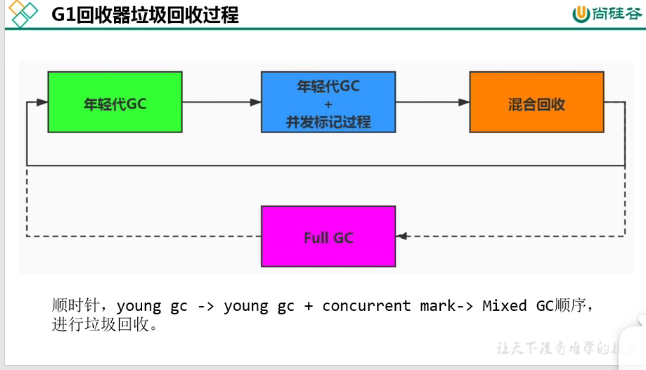 G1回收器垃圾回收过程
尚硅谷
年轻代GC
年轻代GC
+
并发标记过程
混合回收
Full GC
顺时针，young gc -> young gc + concurrent mark-> Mixed GC顺序，
进行垃圾回收。
让天下没有难学的技